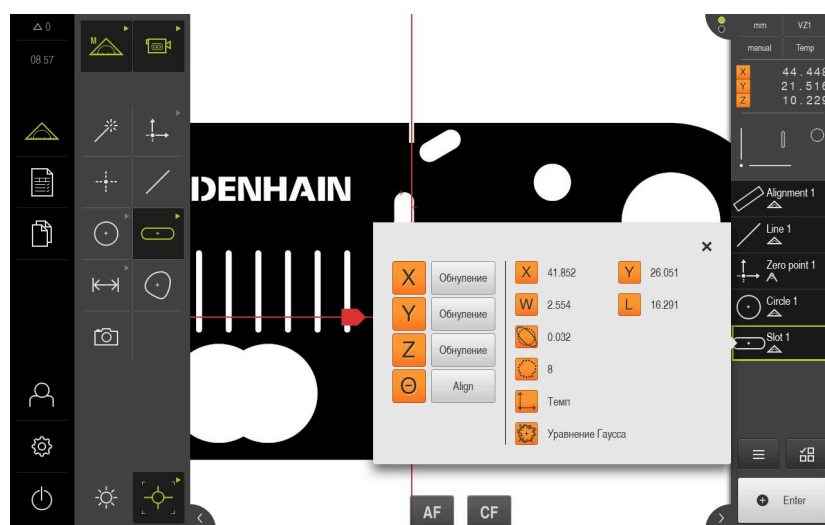 0
08 57
M
DENHAIN
mm VZ1
manual Temp
X 44.448
Y 21.516
Z 10.229
Alignment 1
Line 1
Zero point 1
Circle 1
Slot 1
Enter
X Обнуление
Y Обнуление
Z Обнуление
Θ Align
X 41.852 Y 26.051
W 2.554 L 16.291
0.032
8
Темп
Уравнение Гаусса
AF CF